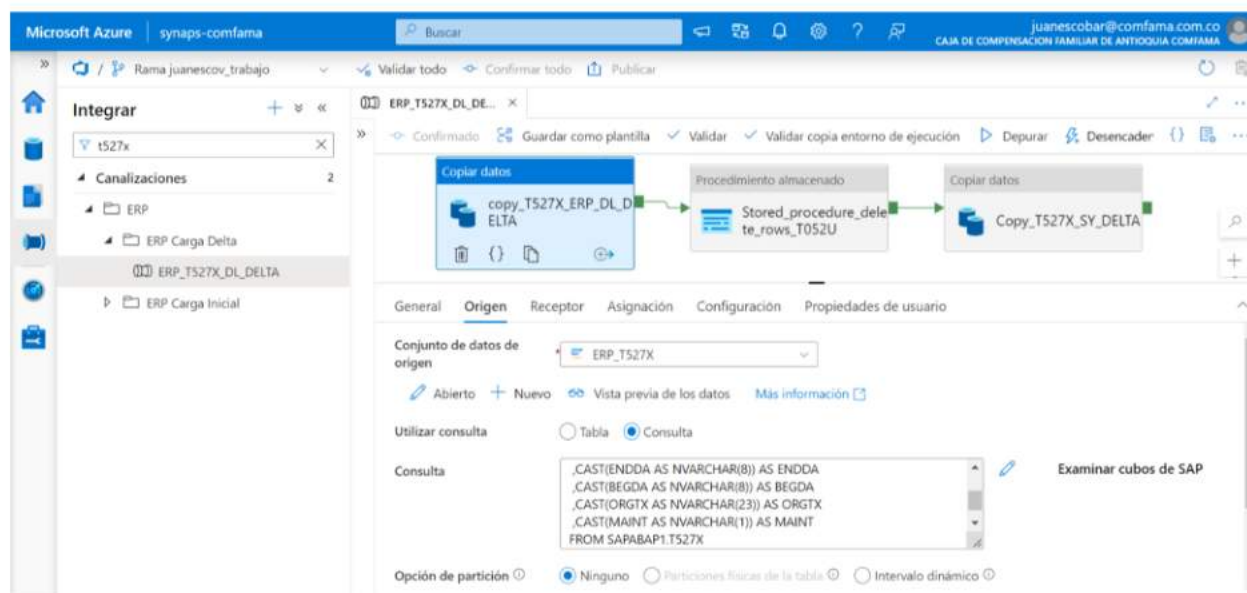 Microsoft Azure
synaps-comfama
Buscar
juanescobar@comfama.com.co
CAJA DE COMPENSACION FAMILIAR DE ANTIOQUIA COMFAMA
/ Rama juanescov_trabajo
Validar todo
Confirmar todo
Publicar
Integrar
ERP_T527X_DL_DE...
t527x
Confirmado
Guardar como plantilla
Validar
Validar copia entorno de ejecución
Depurar
Desencader
Canalizaciones
2
ERP
ERP Carga Delta
ERP_T527X_DL_DELTA
ERP Carga Inicial
Copiar datos
copy_T527X_ERP_DL_D
ELTA
Procedimiento almacenado
Stored_procedure_dele
te_rows_T052U
Copiar datos
Copy_T527X_SY_DELTA
General
Origen
Receptor
Asignación
Configuración
Propiedades de usuario
Conjunto de datos de
origen
*
ERP_T527X
Abierto
Nuevo
Vista previa de los datos
Más información
Utilizar consulta
Tabla
Consulta
Consulta
,CAST(ENDDA AS NVARCHAR(8)) AS ENDDA
,CAST(BEGDA AS NVARCHAR(8)) AS BEGDA
,CAST(ORGTX AS NVARCHAR(23)) AS ORGTX
,CAST(MAINT AS NVARCHAR(1)) AS MAINT
FROM SAPABAP1.T527X
Examinar cubos de SAP
Opción de partición
Ninguno
Particiones físicas de la tabla
Intervalo dinámico